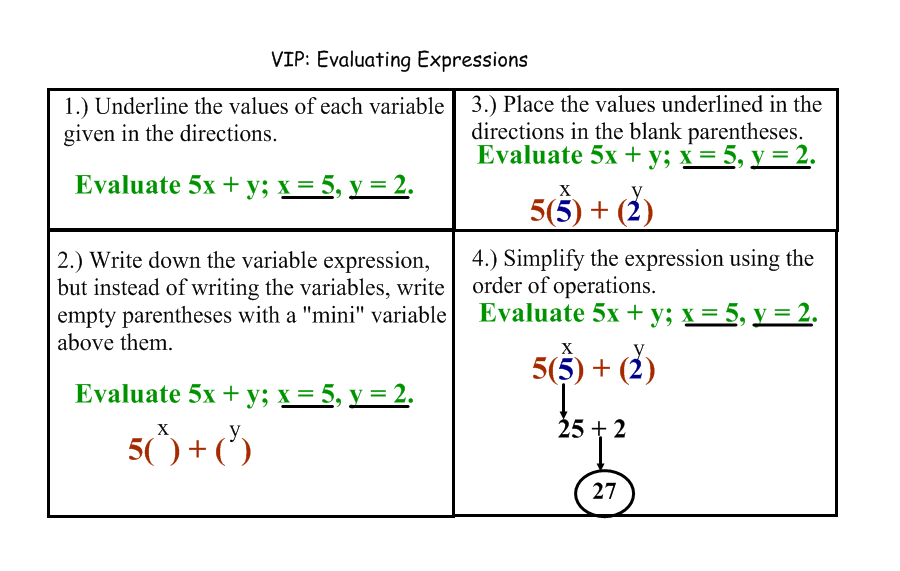 VIP: Evaluating Expressions
1.) Underline the values of each variable
given in the directions.
Evaluate 5x + y; x = 5, y = 2.
2.) Write down the variable expression,
but instead of writing the variables, write
empty parentheses with a "mini" variable
above them.
Evaluate 5x + y; x = 5, y = 2.
x y
5( ) + ( )
3.) Place the values underlined in the
directions in the blank parentheses.
Evaluate 5x + y; x = 5, y = 2.
x y
5(5) + (2)
4.) Simplify the expression using the
order of operations.
Evaluate 5x + y; x = 5, y = 2.
x y
5(5) + (2)
25 + 2
27